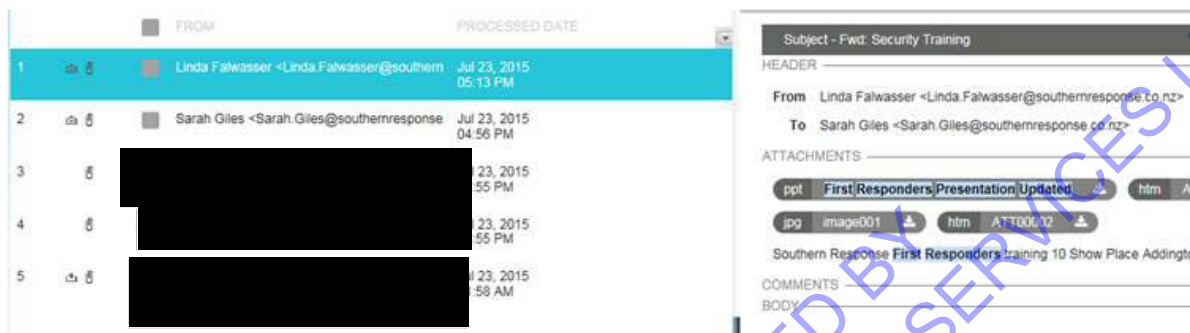 FROM PROCESSED DATE
1 Linda Falwasser <Linda.Falwasser@southern Jul 23, 2015
05:13 PM
2 Sarah Giles <Sarah.Giles@southernresponse Jul 23, 2015
04:56 PM
3 23, 2015
:55 PM
4 23, 2015
:55 PM
5 23, 2015
:58 AM
Subject - Fwd: Security Training
HEADER
From Linda Falwasser <Linda.Falwasser@southernresponse.co.nz>
To Sarah Giles <Sarah.Giles@southernresponse.co.nz>
ATTACHMENTS
ppt First Responders Presentation Updated htm
jpg image001 htm ATT00002
Southern Response First Responders training 10 Show Place Addingto
COMMENTS
BODY
ED BY
SERVICES